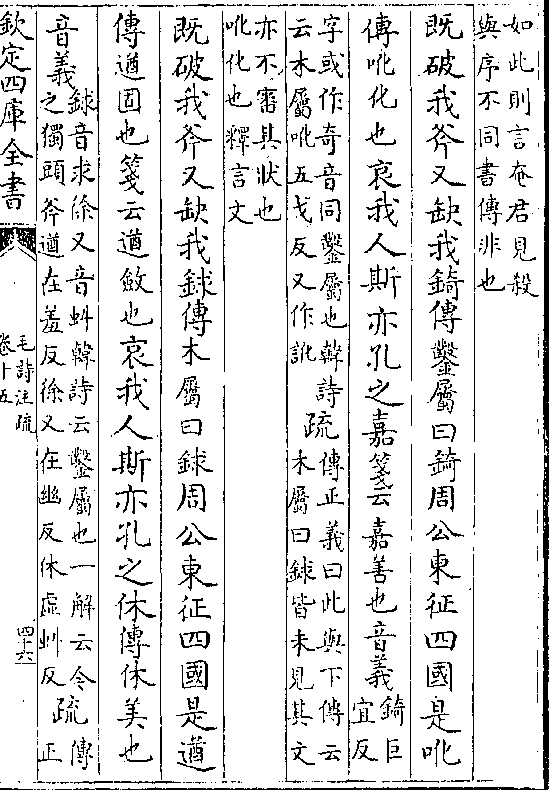 如此則言奄君見殺
與序不同書傳非也
既破我斧又缺我錡傳鑿屬曰錡周公東征四國是吪
傳吪化也哀我人斯亦孔之嘉箋云嘉善也音義錡巨宜反
字或作奇音同鑿屬也韓詩
云木屬吪五戈反又作訛
疏
傳正義曰此與下傳云
木屬曰銶皆未見其文
亦不審其狀也
吪化也釋言文
既破我斧又缺我銶傳木屬曰銶周公東征四國是遒
傳遒固也箋云遒斂也哀我人斯亦孔之休傳休美也
音義
銶音求徐又音虯韓詩云鑿屬也一解云今
之獨頭斧遒在羞反徐又在幽反休虛虯反
疏
傳
正
欽定四庫全書
毛詩注疏
卷十五
四十六